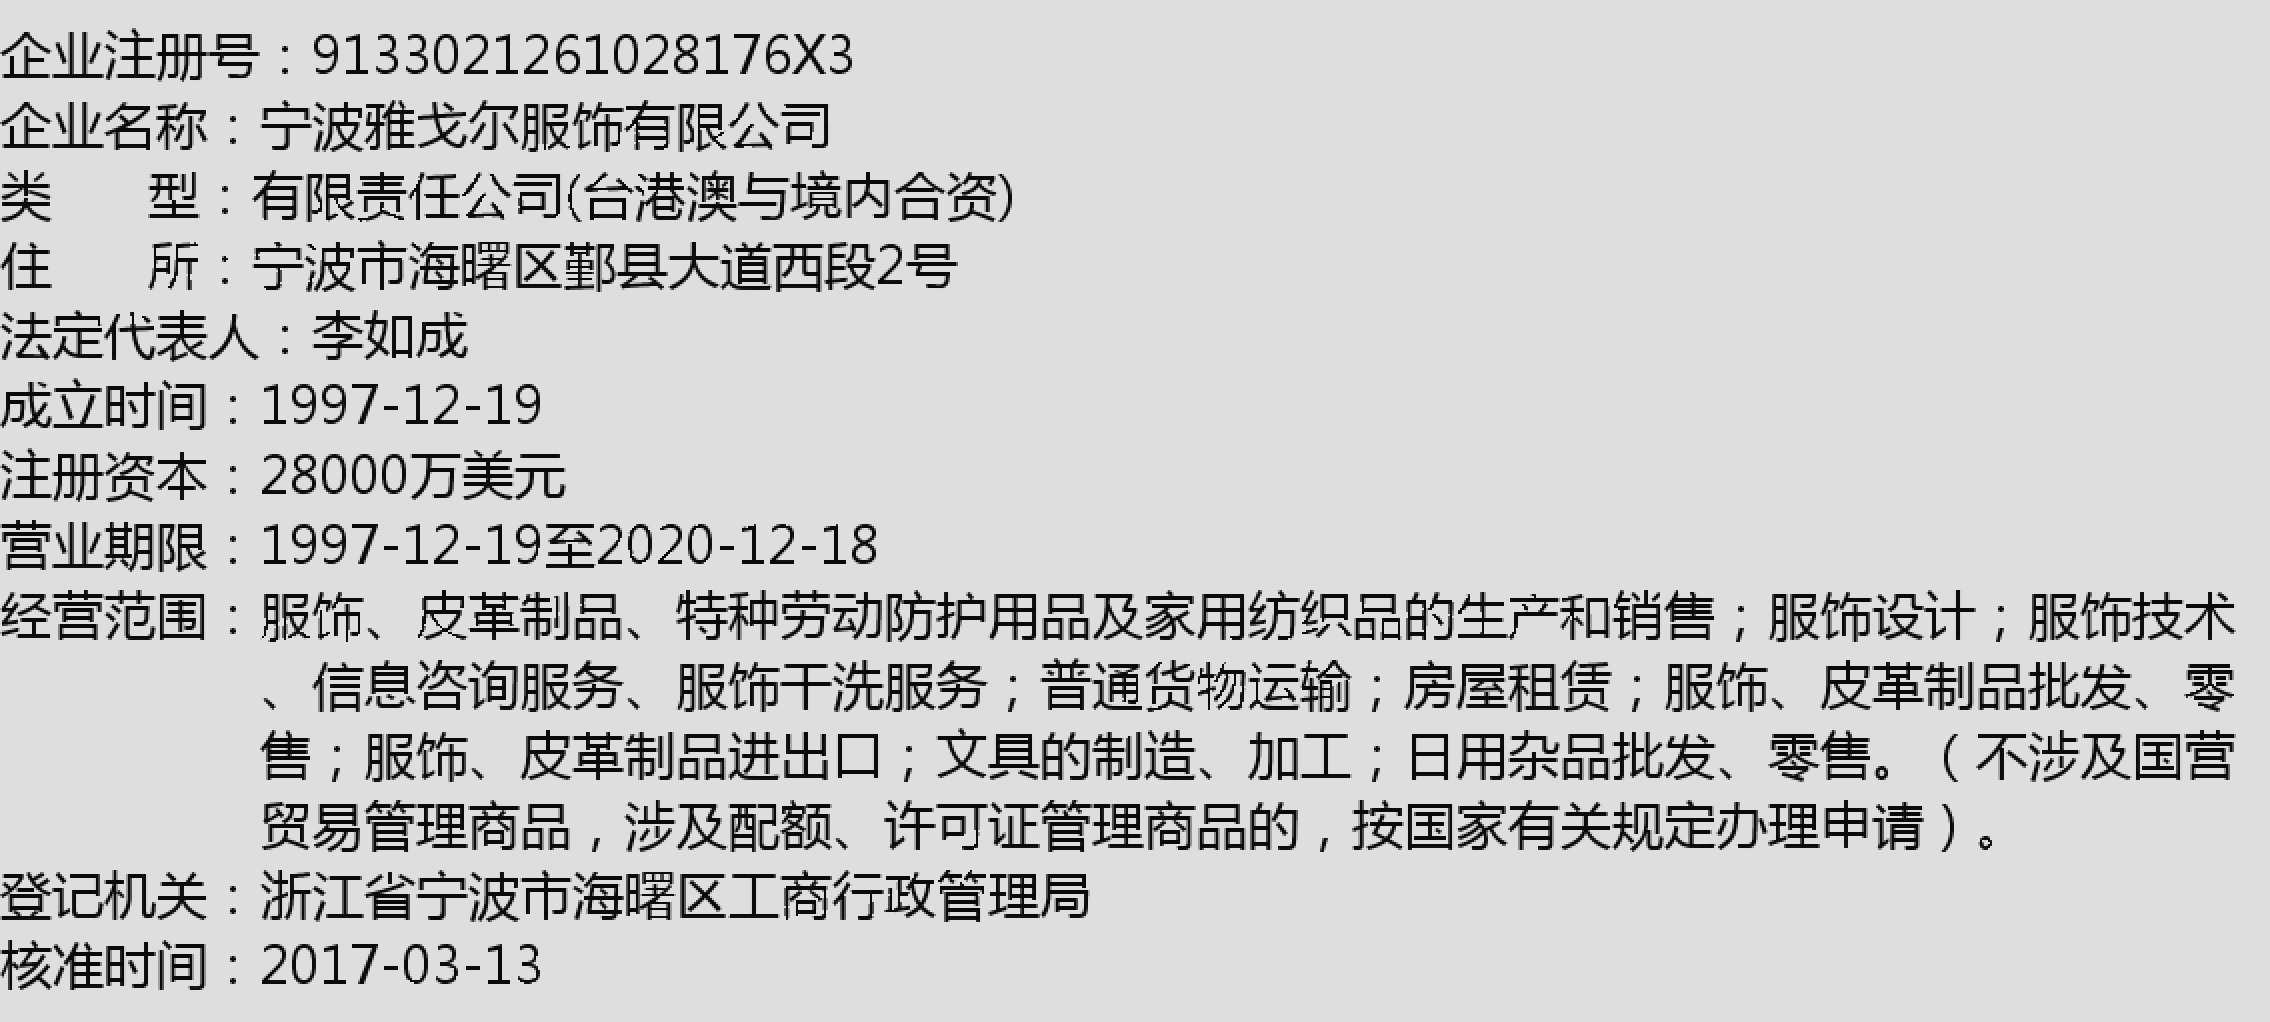 企业注册号：9133021261028176X3
企业名称：宁波雅戈尔服饰有限公司
类　　型：有限责任公司(台港澳与境内合资)
住　　所：宁波市海曙区鄞县大道西段2号
法定代表人：李如成
成立时间：1997-12-19
注册资本：28000万美元
营业期限：1997-12-19至2020-12-18
经营范围：服饰、皮革制品、特种劳动防护用品及家用纺织品的生产和销售；服饰设计；服饰技术
、信息咨询服务、服饰干洗服务；普通货物运输；房屋租赁；服饰、皮革制品批发、零
售；服饰、皮革制品进出口；文具的制造、加工；日用杂品批发、零售。（不涉及国营
贸易管理商品，涉及配额、许可证管理商品的，按国家有关规定办理申请）。
登记机关：浙江省宁波市海曙区工商行政管理局
核准时间：2017-03-13